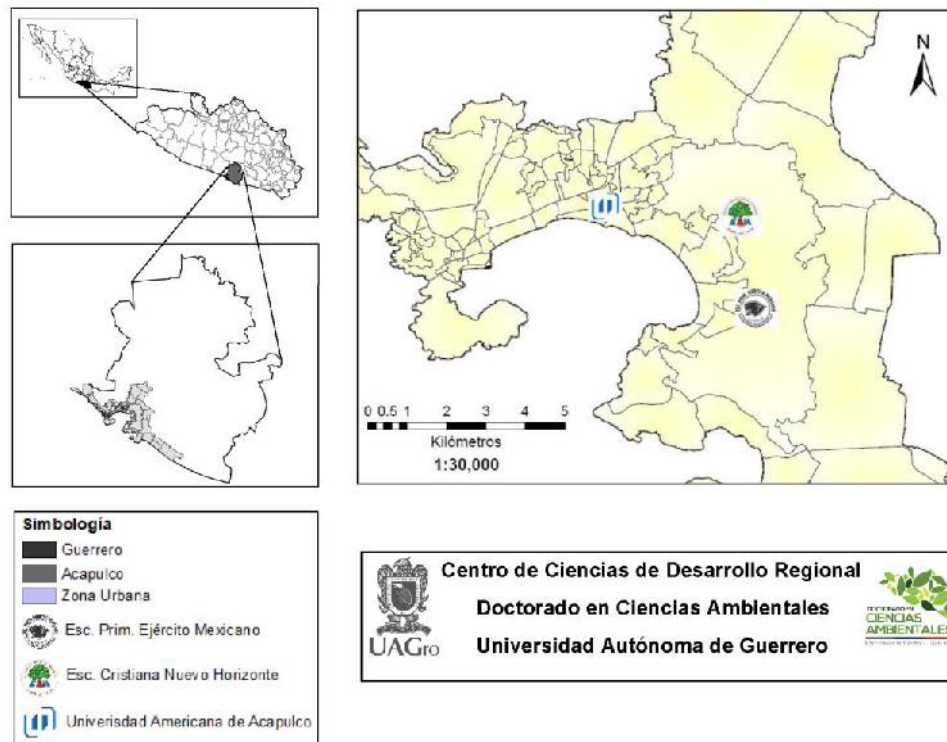 N
0 0.5 1 2 3 4 5
Kilómetros
1:30,000
Simbología
Guerrero
Acapulco
Zona Urbana
Esc. Prim. Ejército Mexicano
Esc. Cristiana Nuevo Horizonte
Univerisdad Americana de Acapulco
UAGro
Centro de Ciencias de Desarrollo Regional
Doctorado en Ciencias Ambientales
Universidad Autónoma de Guerrero
DOCTORADO EN
CIENCIAS
AMBIENTALES